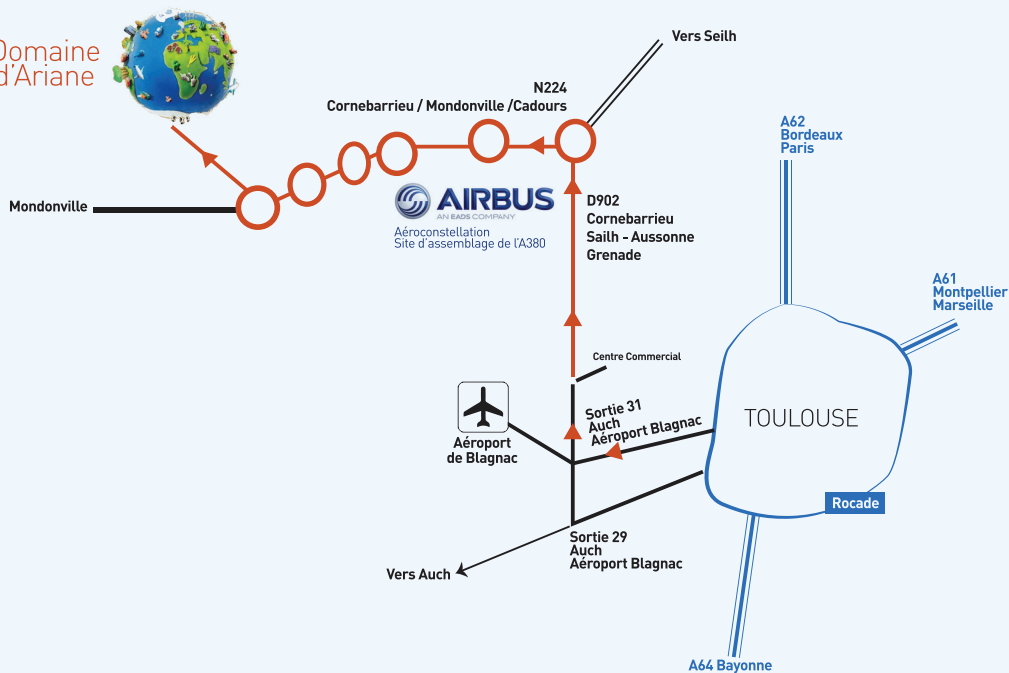 Domaine
d'Ariane
Vers Seilh
N224
Cornebarrieu / Mondonville /Cadours
A62
Bordeaux
Paris
Mondonville
AIRBUS
AN EADS COMPANY
Aéroconstellation
Site d'assemblage de l'A380
D902
Cornebarrieu
Sailh - Aussonne
Grenade
A61
Montpellier
Marseille
Centre Commercial
Sortie 31
Auch
Aéroport Blagnac
TOULOUSE
Aéroport
de Blagnac
Rocade
Sortie 29
Auch
Aéroport Blagnac
Vers Auch
A64 Bayonne